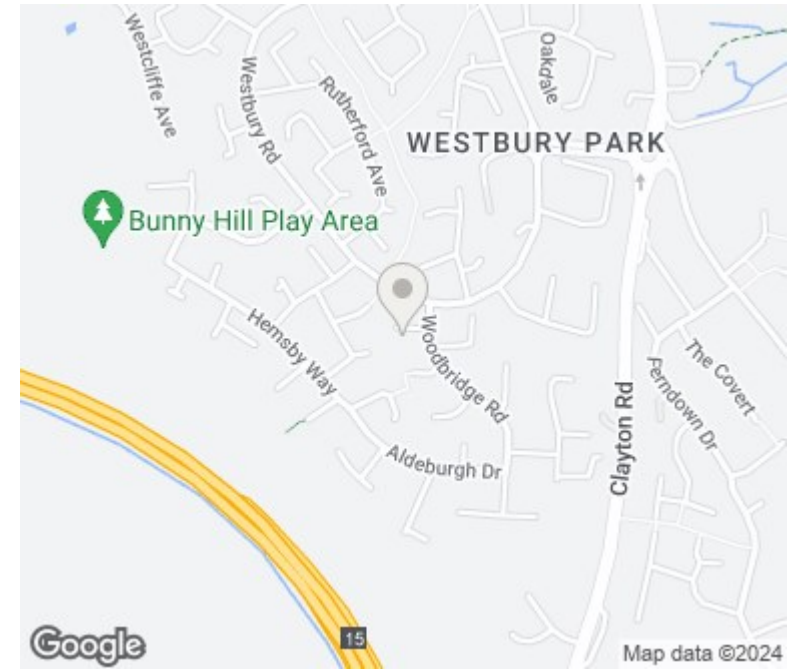 Westcliffe Ave
Westbury Rd
Rutherford Ave
Oakdale
WESTBURY PARK
Bunny Hill Play Area
Hemsby Way
Woodbridge Rd
The Covert
Ferndown Dr
Clayton Rd
Aldeburgh Dr
15
Google
Map data ©2024